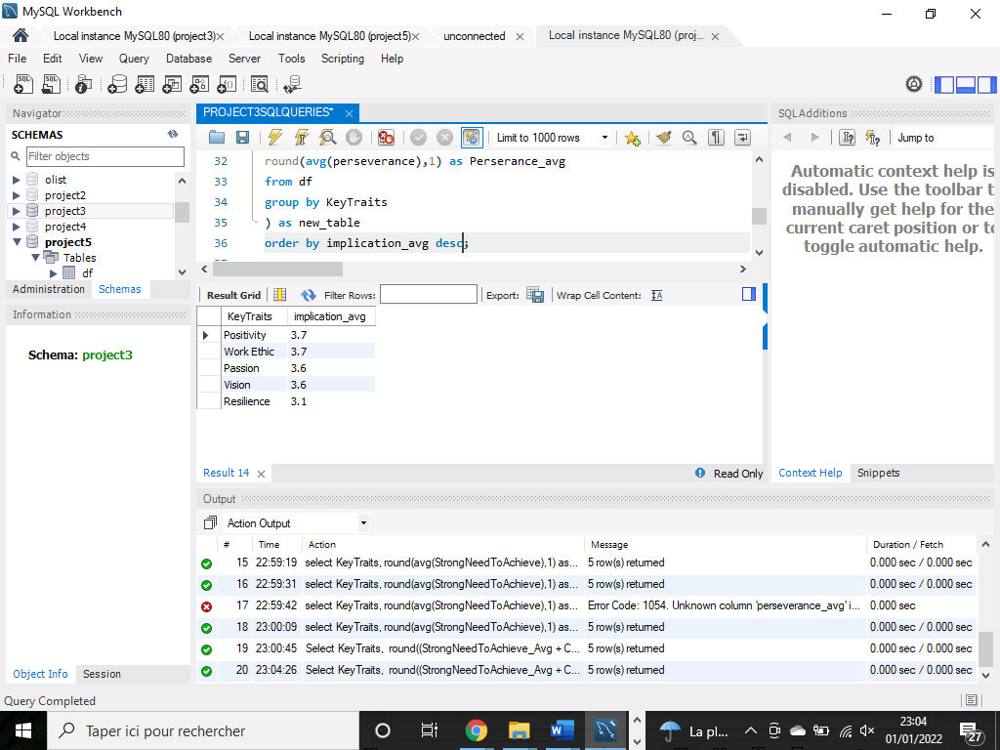 MySQL Workbench
Local instance MySQL80 (project3) Local instance MySQL80 (project5) unconnected Local instance MySQL80 (proj...
File Edit View Query Database Server Tools Scripting Help
Navigator
SCHEMAS
Filter objects
olist
project2
project3
project4
project5
Tables
df
Administration Schemas
Information
Schema: project3
Object Info Session
Query Completed
PROJECT3SQLQUERIES*
Limit to 1000 rows
32 round(avg(perseverance),1) as Perserance_avg
33 from df
34 group by KeyTraits
35 ) as new_table
36 order by implication_avg desc;
Result Grid Filter Rows: Export: Wrap Cell Content:
KeyTraits implication_avg
Positivity 3.7
Work Ethic 3.7
Passion 3.6
Vision 3.6
Resilience 3.1
Result 14 Read Only
SQLAdditions
Jump to
Automatic context help is
disabled. Use the toolbar t
manually get help for the
current caret position or to
toggle automatic help.
Context Help Snippets
Output
Action Output
# Time Action Message Duration / Fetch
15 22:59:19 select KeyTraits, round(avg(StrongNeedToAchieve),1) as... 5 row(s) returned 0.000 sec / 0.000 sec
16 22:59:31 select KeyTraits, round(avg(StrongNeedToAchieve),1) as... 5 row(s) returned 0.000 sec / 0.000 sec
17 22:59:42 select KeyTraits, round(avg(StrongNeedToAchieve),1) as... Error Code: 1054. Unknown column 'perseverance_avg' i... 0.000 sec
18 23:00:09 select KeyTraits, round(avg(StrongNeedToAchieve),1) as... 5 row(s) returned 0.000 sec / 0.000 sec
19 23:00:45 Select KeyTraits, round((StrongNeedToAchieve_Avg + C... 5 row(s) returned 0.000 sec / 0.000 sec
20 23:04:26 Select KeyTraits, round((StrongNeedToAchieve_Avg + C... 5 row(s) returned 0.000 sec / 0.000 sec
Taper ici pour rechercher
La pl...
23:04
01/01/2022
27